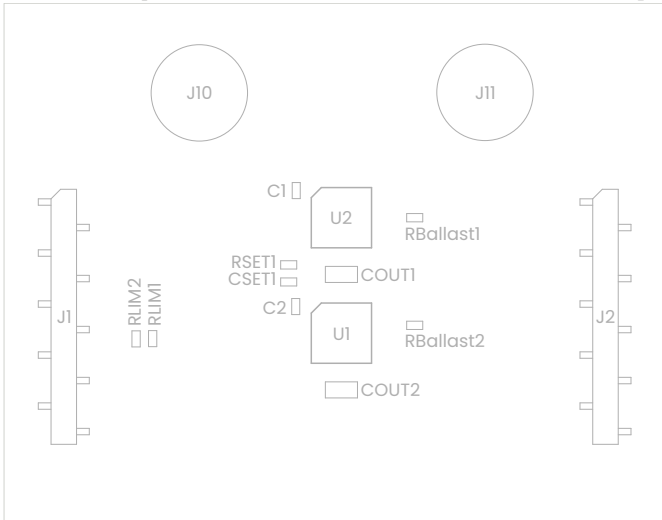 J10
J11
C1
U2
RBallast1
RSET1
CSET1
COUT1
RLIM2
RLIM1
C2
J1
U1
J2
RBallast2
COUT2